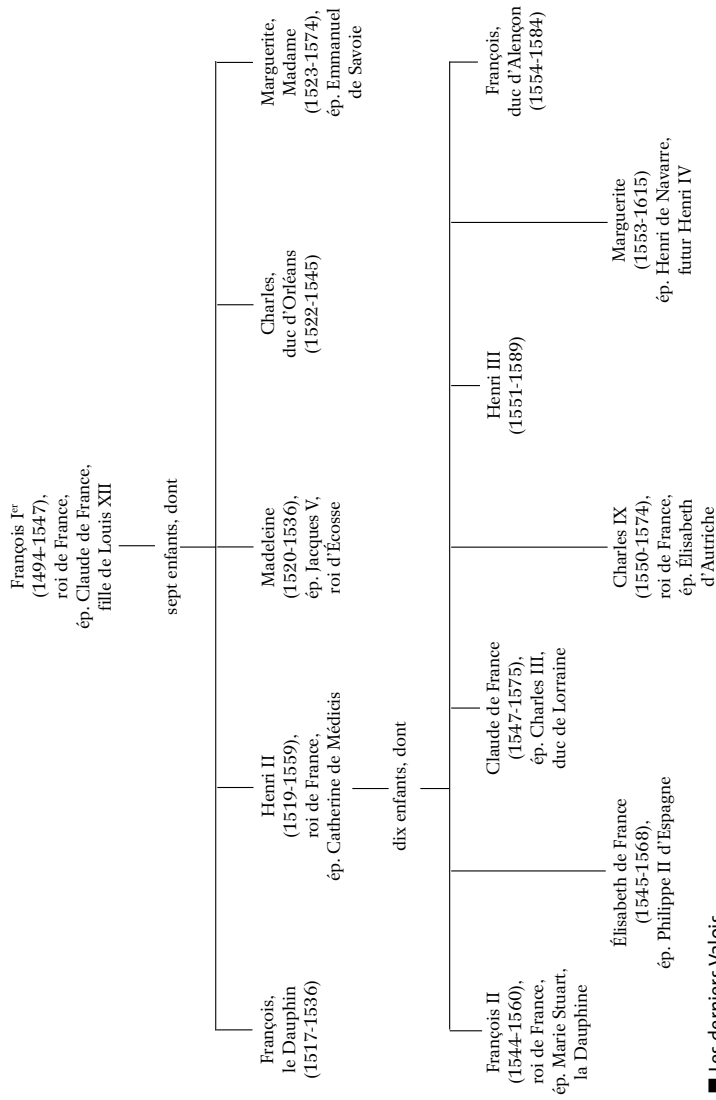 François Iᵉʳ
(1494-1547),
roi de France,
ép. Claude de France,
fille de Louis XII
sept enfants, dont
François,
le Dauphin
(1517-1536)
Henri II
(1519-1559),
roi de France,
ép. Catherine de Médicis
Madeleine
(1520-1536),
ép. Jacques V,
roi d'Écosse
Charles,
duc d'Orléans
(1522-1545)
Marguerite,
Madame
(1523-1574),
ép. Emmanuel
de Savoie
dix enfants, dont
François II
(1544-1560),
roi de France,
ép. Marie Stuart,
la Dauphine
Élisabeth de France
(1545-1568),
ép. Philippe II d'Espagne
Claude de France
(1547-1575),
ép. Charles III,
duc de Lorraine
Charles IX
(1550-1574),
roi de France,
ép. Élisabeth
d'Autriche
Henri III
(1551-1589)
Marguerite
(1553-1615)
ép. Henri de Navarre,
futur Henri IV
François,
duc d'Alençon
(1554-1584)
■ Les derniers Valois